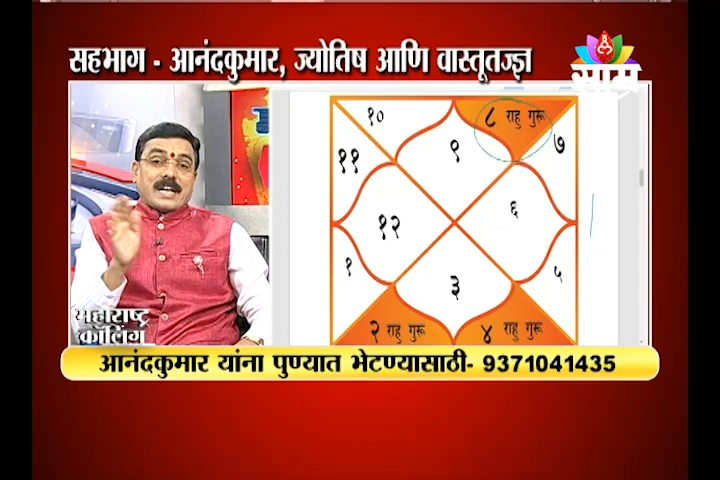 सहभाग - आनंदकुमार, ज्योतिष आणि वास्तूतज्ज्ञ
साम
१०
८ राहु गुरू
११
९
७
१२
६
१
३
५
२ राहु गुरू
४ राहु गुरू
महाराष्ट्र
कॉलिंग
आनंदकुमार यांना पुण्यात भेटण्यासाठी- 9371041435